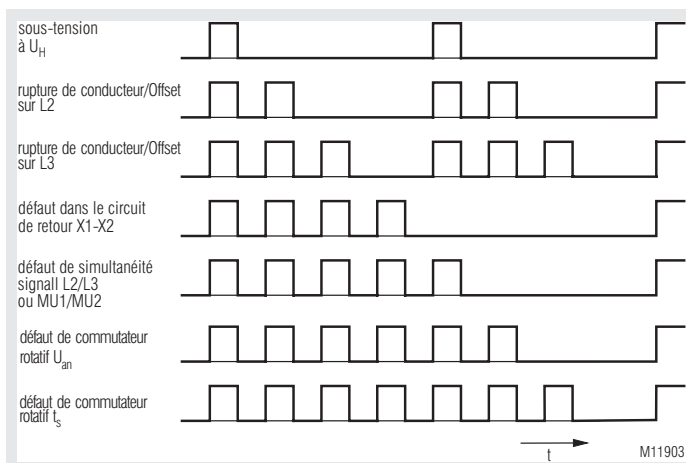 sous-tension
à UH
rupture de conducteur/Offset
sur L2
rupture de conducteur/Offset
sur L3
défaut dans le circuit
de retour X1-X2
défaut de simultanéité
signall L2/L3
ou MU1/MU2
défaut de commutateur
rotatif Uan
défaut de commutateur
rotatif ts
t
M11903